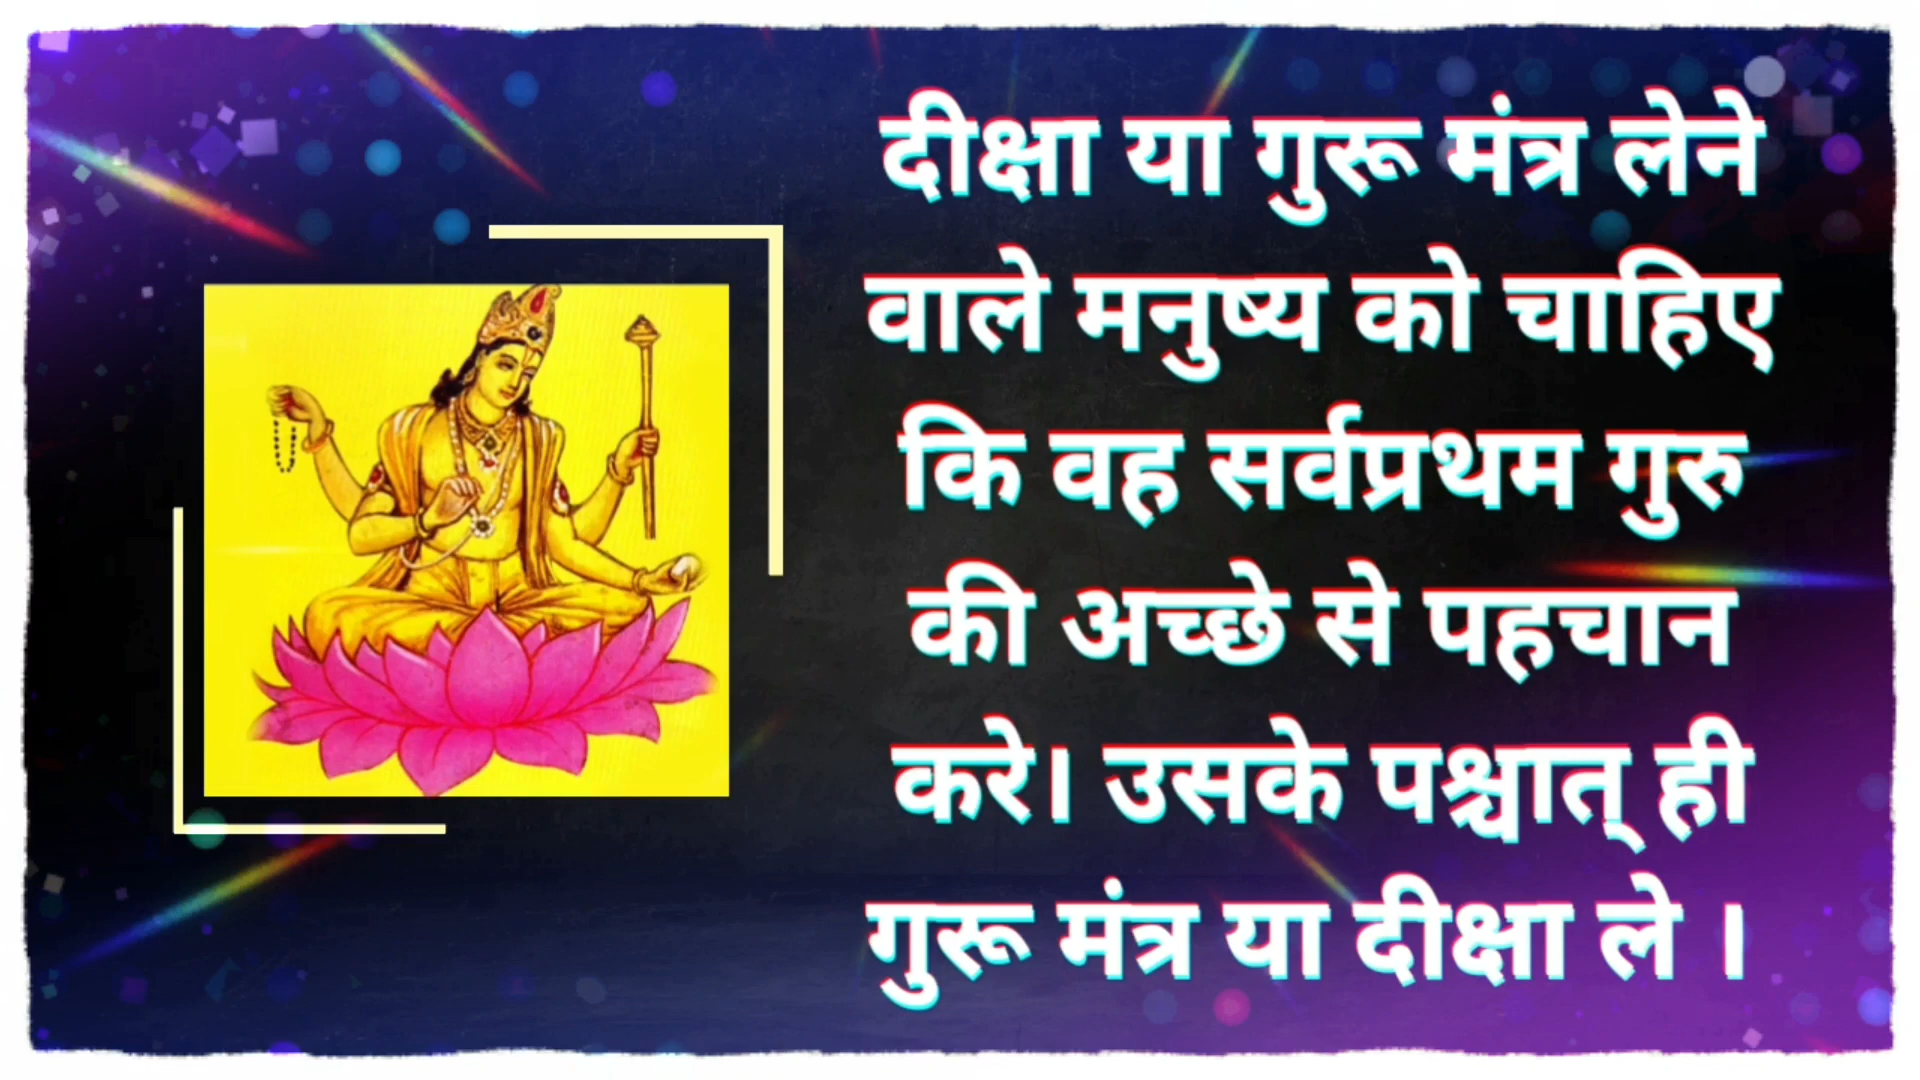 दीक्षा या गुरू मंत्र लेने
वाले मनुष्य को चाहिए
कि वह सर्वप्रथम गुरु
की अच्छे से पहचान
करे। उसके पश्चात् ही
गुरू मंत्र या दीक्षा ले ।